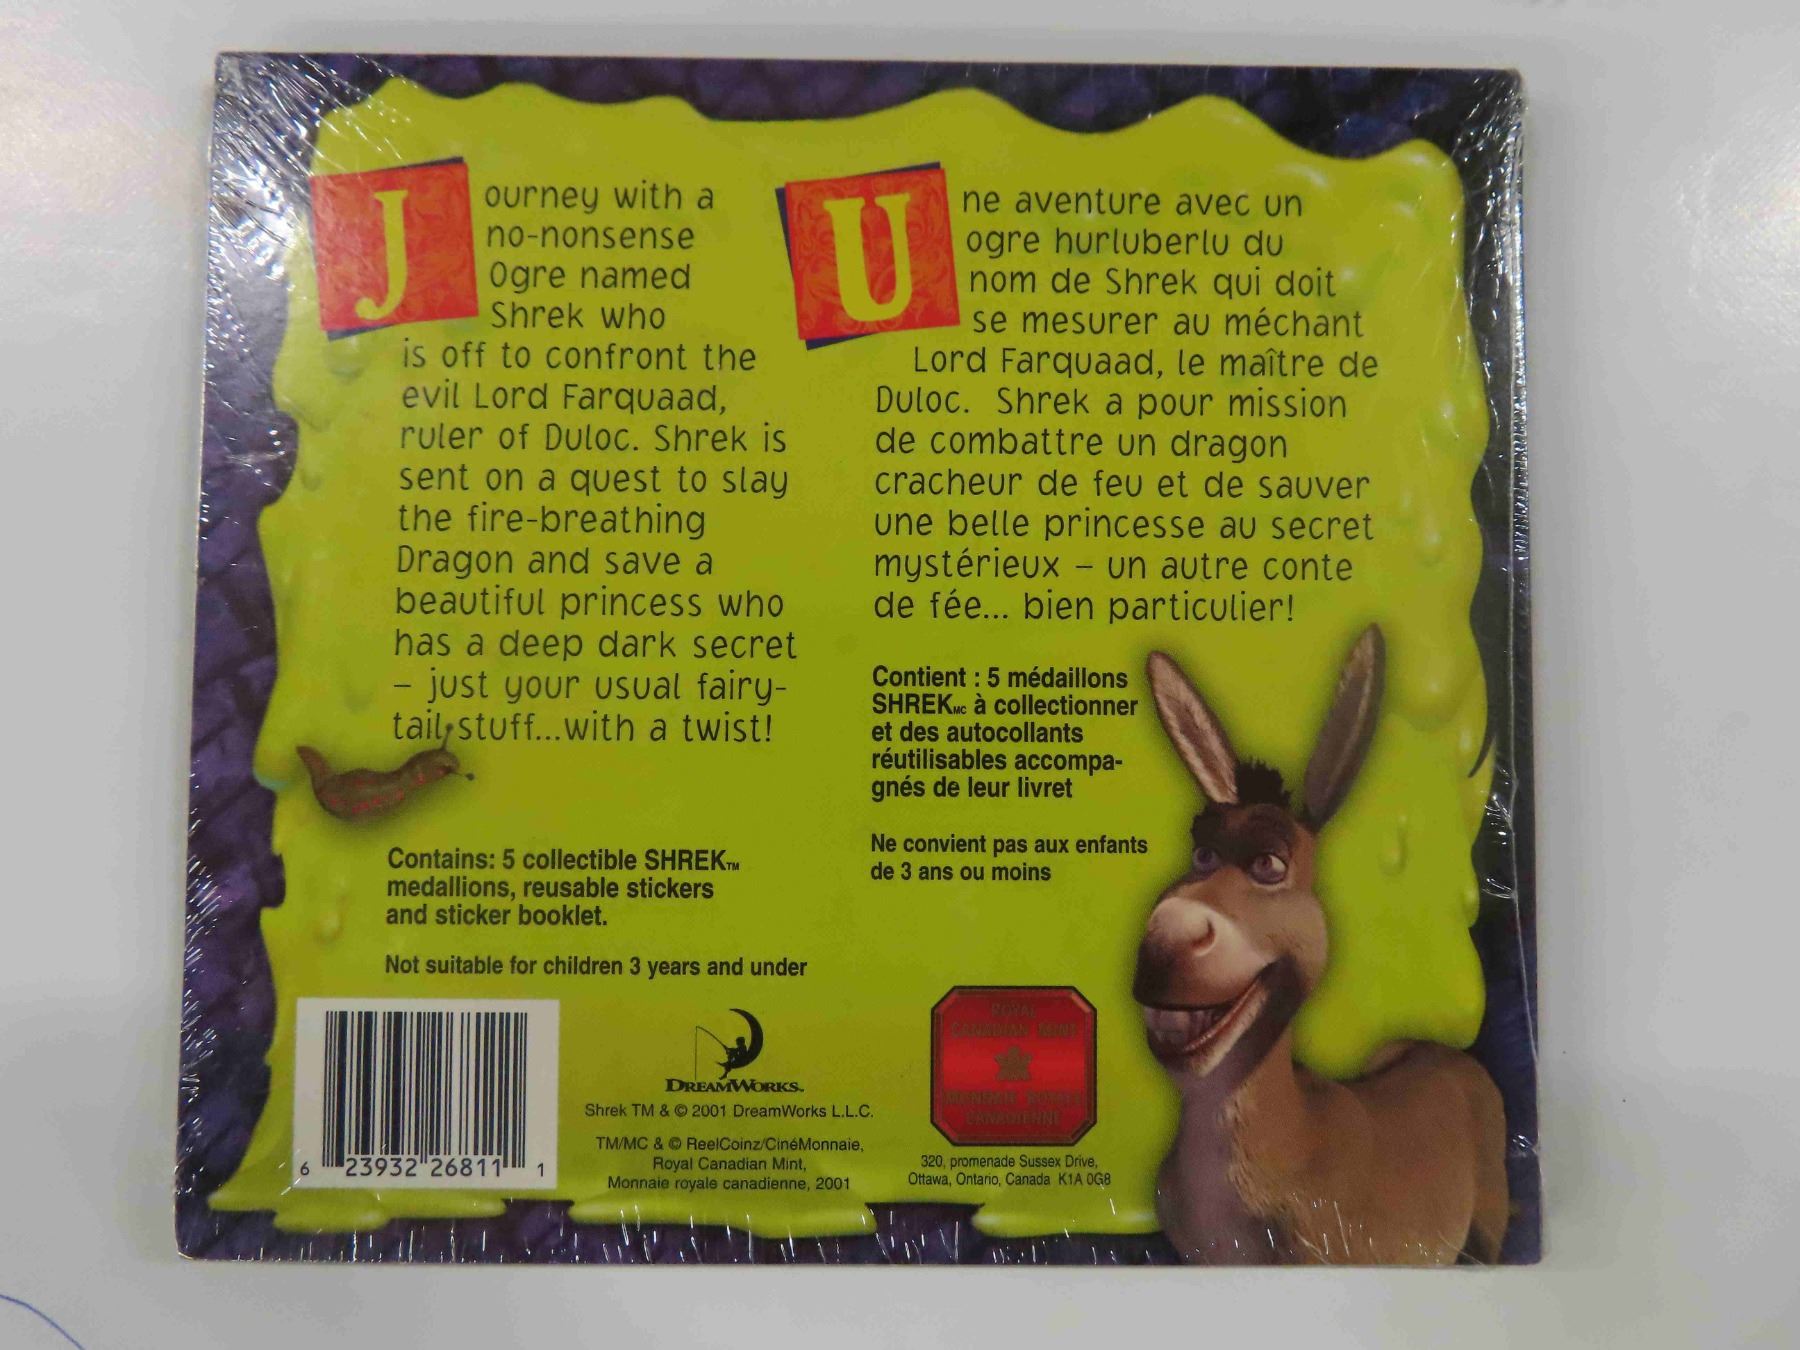 Journey with a
no-nonsense
Ogre named
Shrek who
is off to confront the
evil Lord Farquaad,
ruler of Duloc. Shrek is
sent on a quest to slay
the fire-breathing
Dragon and save a
beautiful princess who
has a deep dark secret
– just your usual fairy-
tail stuff...with a twist!
Contains: 5 collectible SHREK™
medallions, reusable stickers
and sticker booklet.
Not suitable for children 3 years and under
Une aventure avec un
ogre hurluberlu du
nom de Shrek qui doit
se mesurer au méchant
Lord Farquaad, le maître de
Duloc. Shrek a pour mission
de combattre un dragon
cracheur de feu et de sauver
une belle princesse au secret
mystérieux – un autre conte
de fée... bien particulier!
Contient : 5 médaillons
SHREKMC à collectionner
et des autocollants
réutilisables accompa-
gnés de leur livret
Ne convient pas aux enfants
de 3 ans ou moins
6 23932 26811 1
DREAMWORKS™
Shrek TM & © 2001 DreamWorks L.L.C.
TM/MC & © ReelCoinz/CinéMonnaie,
Royal Canadian Mint,
Monnaie royale canadienne, 2001
ROYAL
CANADIAN MINT
MONNAIE ROYALE
CANADIENNE
320, promenade Sussex Drive,
Ottawa, Ontario, Canada K1A 0G8